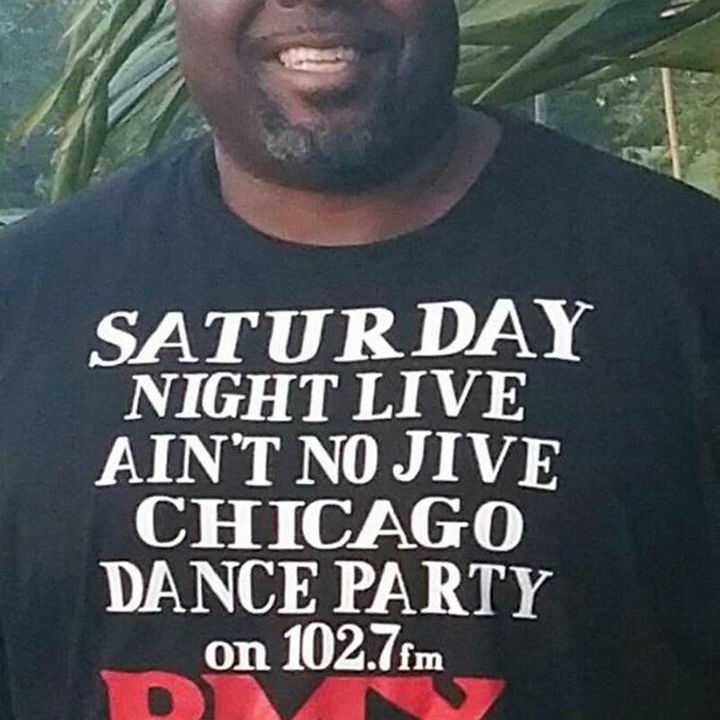 SATURDAY
NIGHT LIVE
AIN'T NO JIVE
CHICAGO
DANCE PARTY
on 102.7fm